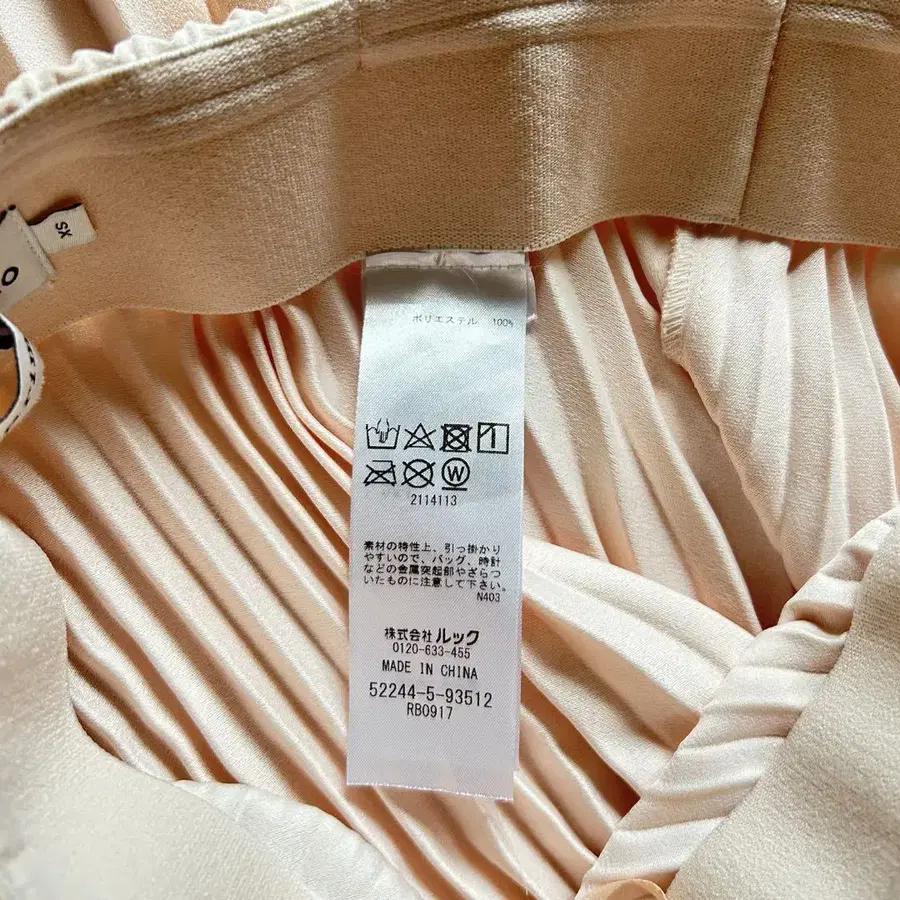 XS
O
ポリエステル 100%
W
2114113
素材の特性上、引っ掛かり
やすいので、バッグ、時計
などの金属突起部やざらつ
いたものに注意して下さい。
N403
株式会社 ルック
0120-633-455
MADE IN CHINA
52244-5-93512
RB0917